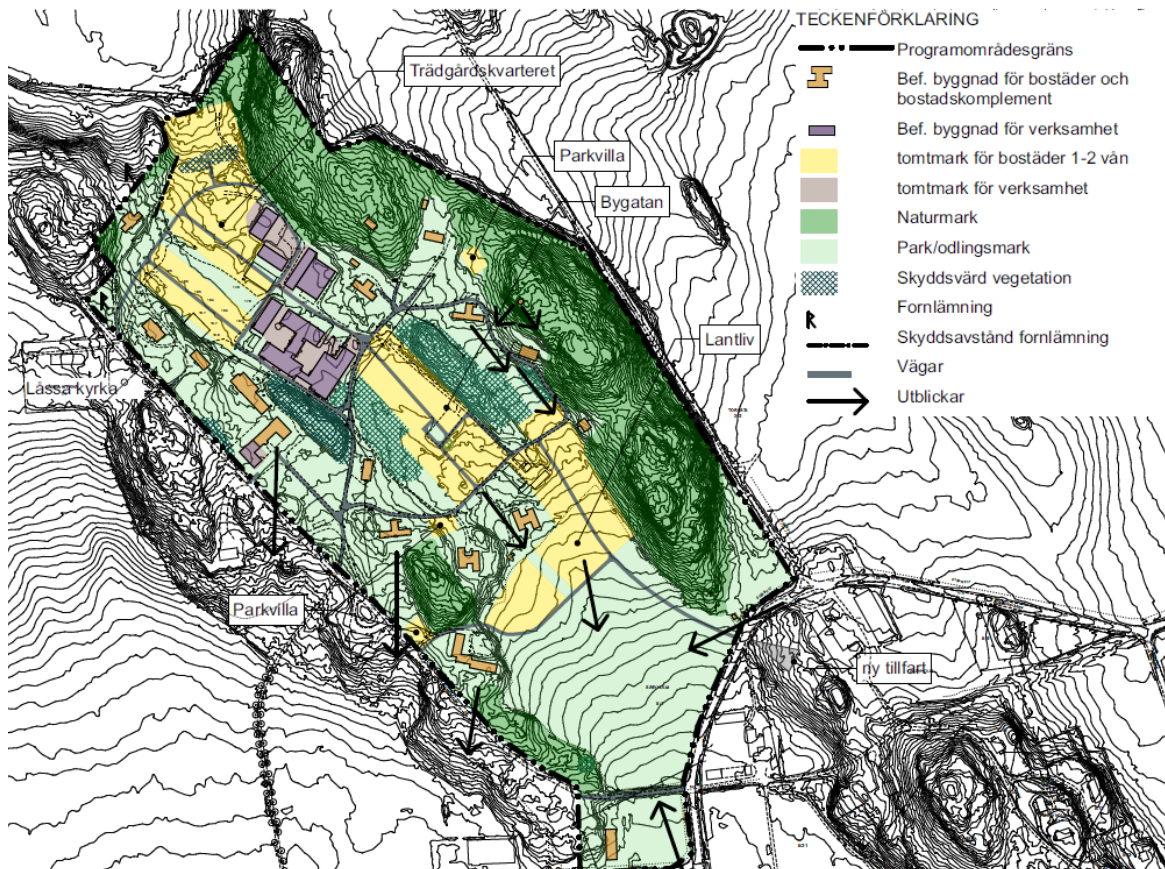 TECKENFÖRKLARING
Programområdesgräns
Bef. byggnad för bostäder och
bostadskomplement
Bef. byggnad för verksamhet
tomtmark för bostäder 1-2 vån
tomtmark för verksamhet
Naturmark
Park/odlingsmark
Skyddsvärd vegetation
R
Fornlämning
Skyddsavstånd fornlämning
Vägar
Utblickar
Trädgårdskvarteret
Parkvilla
Bygatan
Lantliv
R
R
Låssa kyrka
Parkvilla
ny tillfart